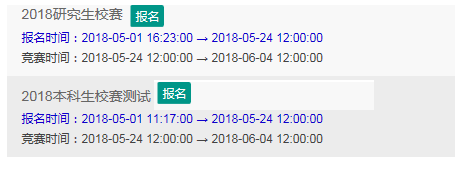 2018研究生校赛 报名
报名时间：2018-05-01 16:23:00 → 2018-05-24 12:00:00
竞赛时间：2018-05-24 12:00:00 → 2018-06-04 12:00:00
2018本科生校赛测试 报名
报名时间：2018-05-01 11:17:00 → 2018-05-24 12:00:00
竞赛时间：2018-05-24 12:00:00 → 2018-06-04 12:00:00